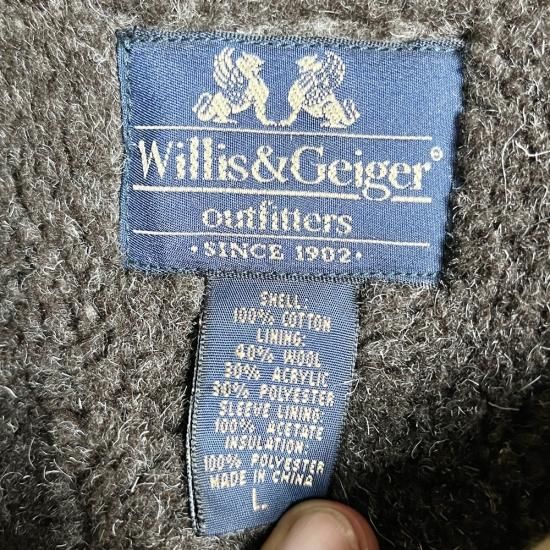 Willis&Geiger®
outfitters
· SINCE 1902 ·
SHELL:
100% COTTON
LINING:
40% WOOL
30% ACRYLIC
30% POLYESTER
SLEEVE LINING:
100% ACETATE
INSULATION:
100% POLYESTER
MADE IN CHINA
L